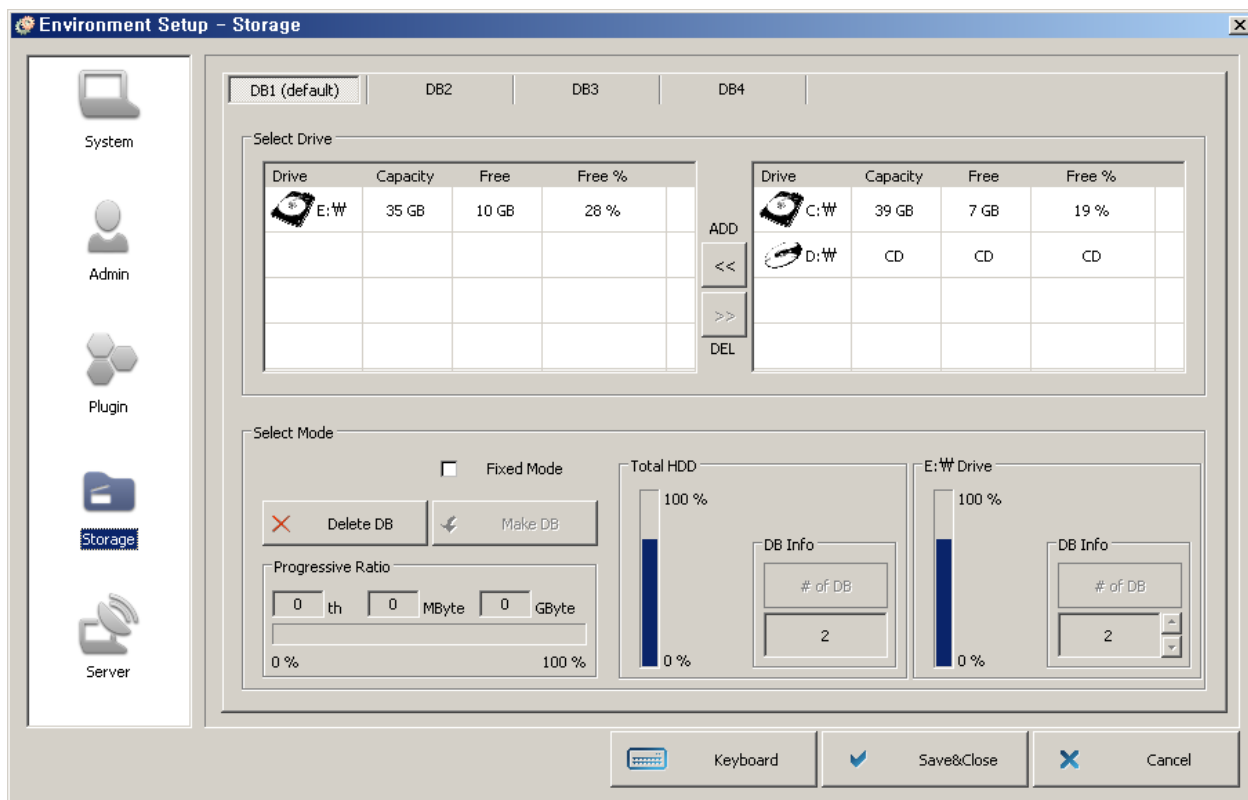 Environment Setup - Storage
System
Admin
Plugin
Storage
Server
DB1 (default) DB2 DB3 DB4
Select Drive
Drive Capacity Free Free %
E:₩ 35 GB 10 GB 28 %
ADD
<<
>>
DEL
Drive Capacity Free Free %
C:₩ 39 GB 7 GB 19 %
D:₩ CD CD CD
Select Mode
Fixed Mode
Delete DB Make DB
Progressive Ratio
0 th 0 MByte 0 GByte
0 % 100 %
Total HDD
100 %
DB Info
# of DB
2
0 %
E:₩ Drive
100 %
DB Info
# of DB
2
0 %
Keyboard Save&Close Cancel